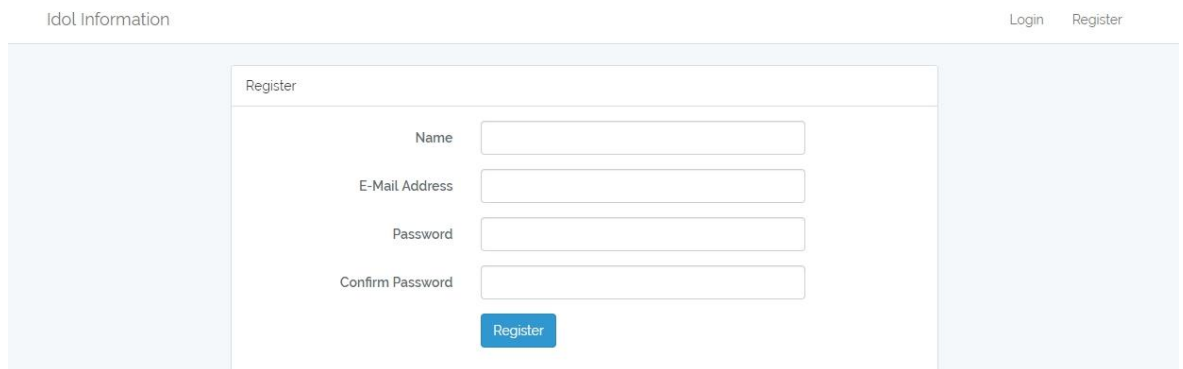 Idol Information Login Register
Register
Name
E-Mail Address
Password
Confirm Password
Register